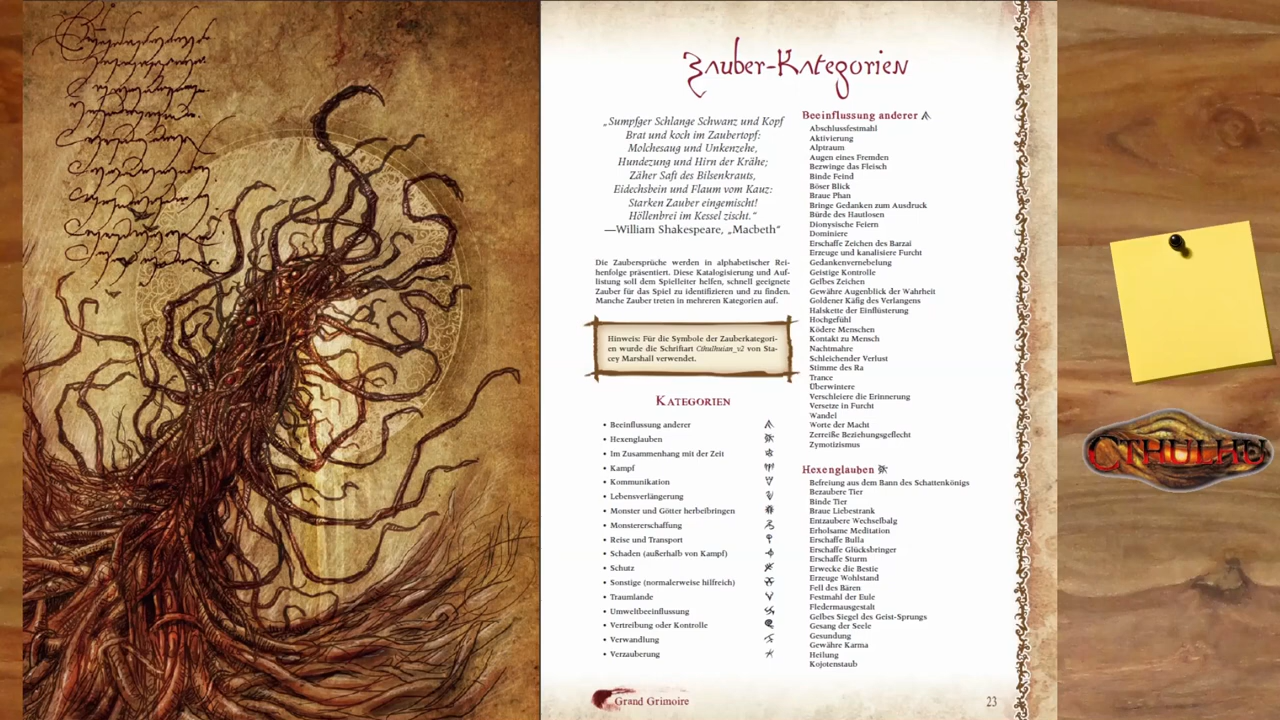 Zauber-Kategorien
„Sumpfger Schlange Schwanz und Kopf
Brat und koch im Zaubertopf:
Molchesaug und Unkenzehe,
Hundezung und Hirn der Krähe;
Zäher Saft des Bilsenkrauts,
Eidechsbein und Flaum vom Kauz:
Starken Zauber eingemischt!
Höllenbrei im Kessel zischt.“
—William Shakespeare, „Macbeth“
Die Zaubersprüche werden in alphabetischer Rei-
henfolge präsentiert. Diese Katalogisierung und Auf-
listung soll dem Spielleiter helfen, schnell geeignete
Zauber für das Spiel zu identifizieren und zu finden.
Manche Zauber treten in mehreren Kategorien auf.
Hinweis: Für die Symbole der Zauberkategori-
en wurde die Schriftart Cthulhuian_v2 von Sta-
cey Marshall verwendet.
Kategorien
• Beeinflussung anderer
• Hexenglauben
• Im Zusammenhang mit der Zeit
• Kampf
• Kommunikation
• Lebensverlängerung
• Monster und Götter herbeibringen
• Monstererschaffung
• Reise und Transport
• Schaden (außerhalb von Kampf)
• Schutz
• Sonstige (normalerweise hilfreich)
• Traumlande
• Umweltbeeinflussung
• Vertreibung oder Kontrolle
• Verwandlung
• Verzauberung
Beeinflussung anderer
Abschlussfestmahl
Aktivierung
Alptraum
Augen eines Fremden
Bezwinge das Fleisch
Binde Feind
Böser Blick
Braue Phan
Bringe Gedanken zum Ausdruck
Bürde des Hautlosen
Dionysische Feiern
Dominiere
Erschaffe Zeichen des Barzai
Erzeuge und kanalisiere Furcht
Gedankenvernebelung
Geistige Kontrolle
Gelbes Zeichen
Gewähre Augenblick der Wahrheit
Goldener Käfig des Verlangens
Halskette der Einflüsterung
Hochgefühl
Ködere Menschen
Kontakt zu Mensch
Nachtmahre
Schleichender Verlust
Stimme des Ra
Trance
Überwintere
Verschleiere die Erinnerung
Versetze in Furcht
Wandel
Worte der Macht
Zerreiße Beziehungsgeflecht
Zymotizismus
Hexenglauben
Befreiung aus dem Bann des Schattenkönigs
Bezaubere Tier
Binde Tier
Braue Liebestrank
Entzaubere Wechselbalg
Erholsame Meditation
Erschaffe Bulla
Erschaffe Glücksbringer
Erschaffe Sturm
Erwecke die Bestie
Erzeuge Wohlstand
Fell des Bären
Festmahl der Eule
Fledermausgestalt
Gelbes Siegel des Geist-Sprungs
Gesang der Seele
Gesundung
Gewähre Karma
Heilung
Kojotenstaub
Grand Grimoire
23
CTHULHU